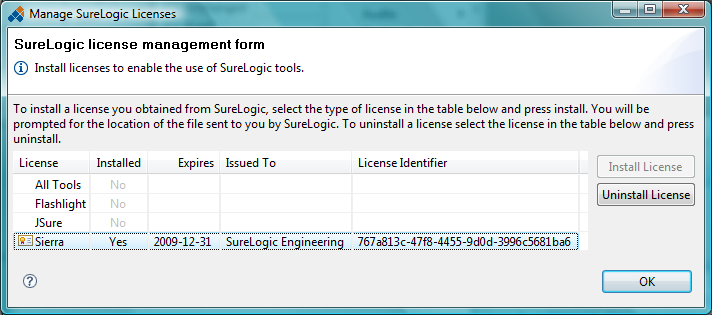 Manage SureLogic Licenses
SureLogic license management form
Install licenses to enable the use of SureLogic tools.
To install a license you obtained from SureLogic, select the type of license in the table below and press install. You will be
prompted for the location of the file sent to you by SureLogic. To uninstall a license select the license in the table below and press
uninstall.
License Installed Expires Issued To License Identifier
All Tools No
Flashlight No
JSure No
Sierra Yes 2009-12-31 SureLogic Engineering 767a813c-47f8-4455-9d0d-3996c5681ba6
Install License
Uninstall License
OK